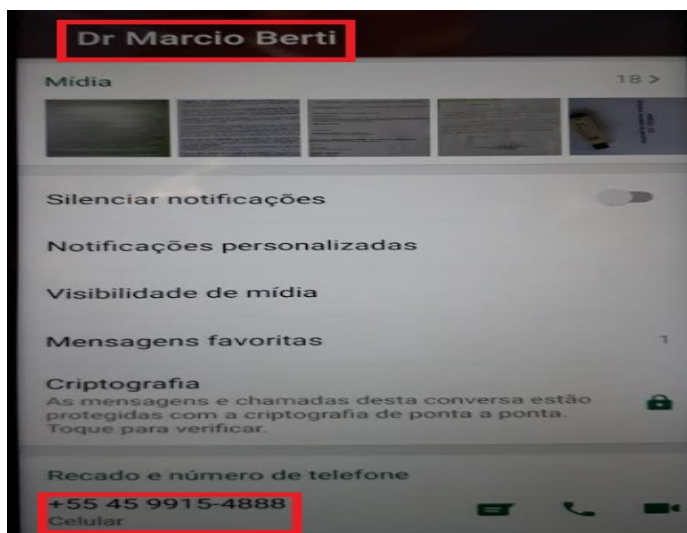 Dr Marcio Berti
Mídia 18 >
Silenciar notificações
Notificações personalizadas
Visibilidade de mídia
Mensagens favoritas 1
Criptografia
As mensagens e chamadas desta conversa estão
protegidas com a criptografia de ponta a ponta.
Toque para verificar.
Recado e número de telefone
+55 45 9915-4888
Celular